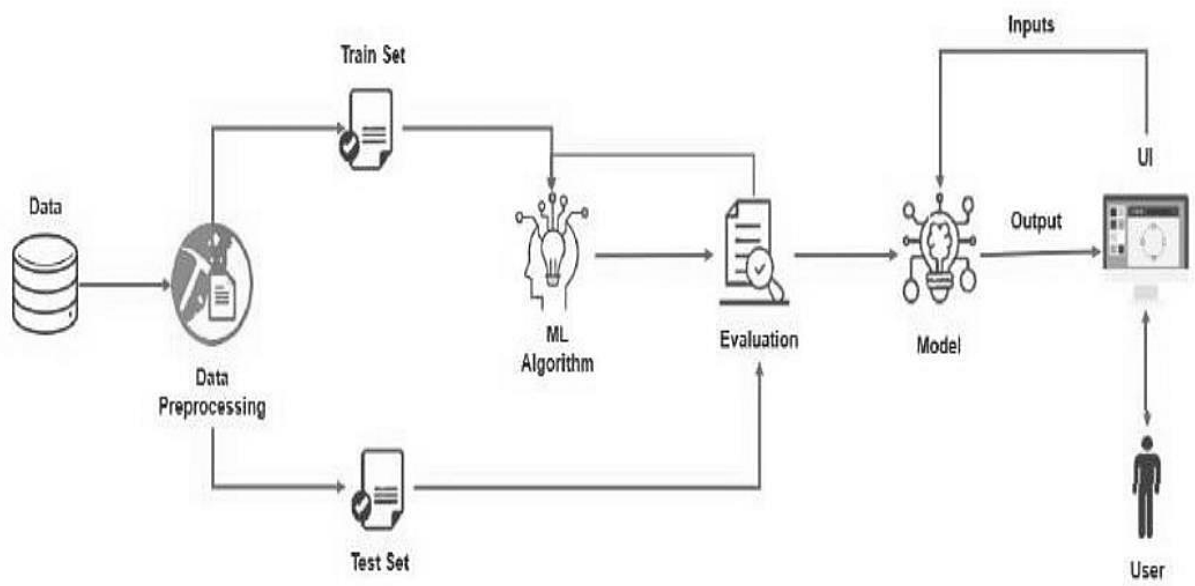 Inputs
Train Set
UI
Data
Output
ML
Algorithm
Evaluation
Model
Data
Preprocessing
Test Set
User